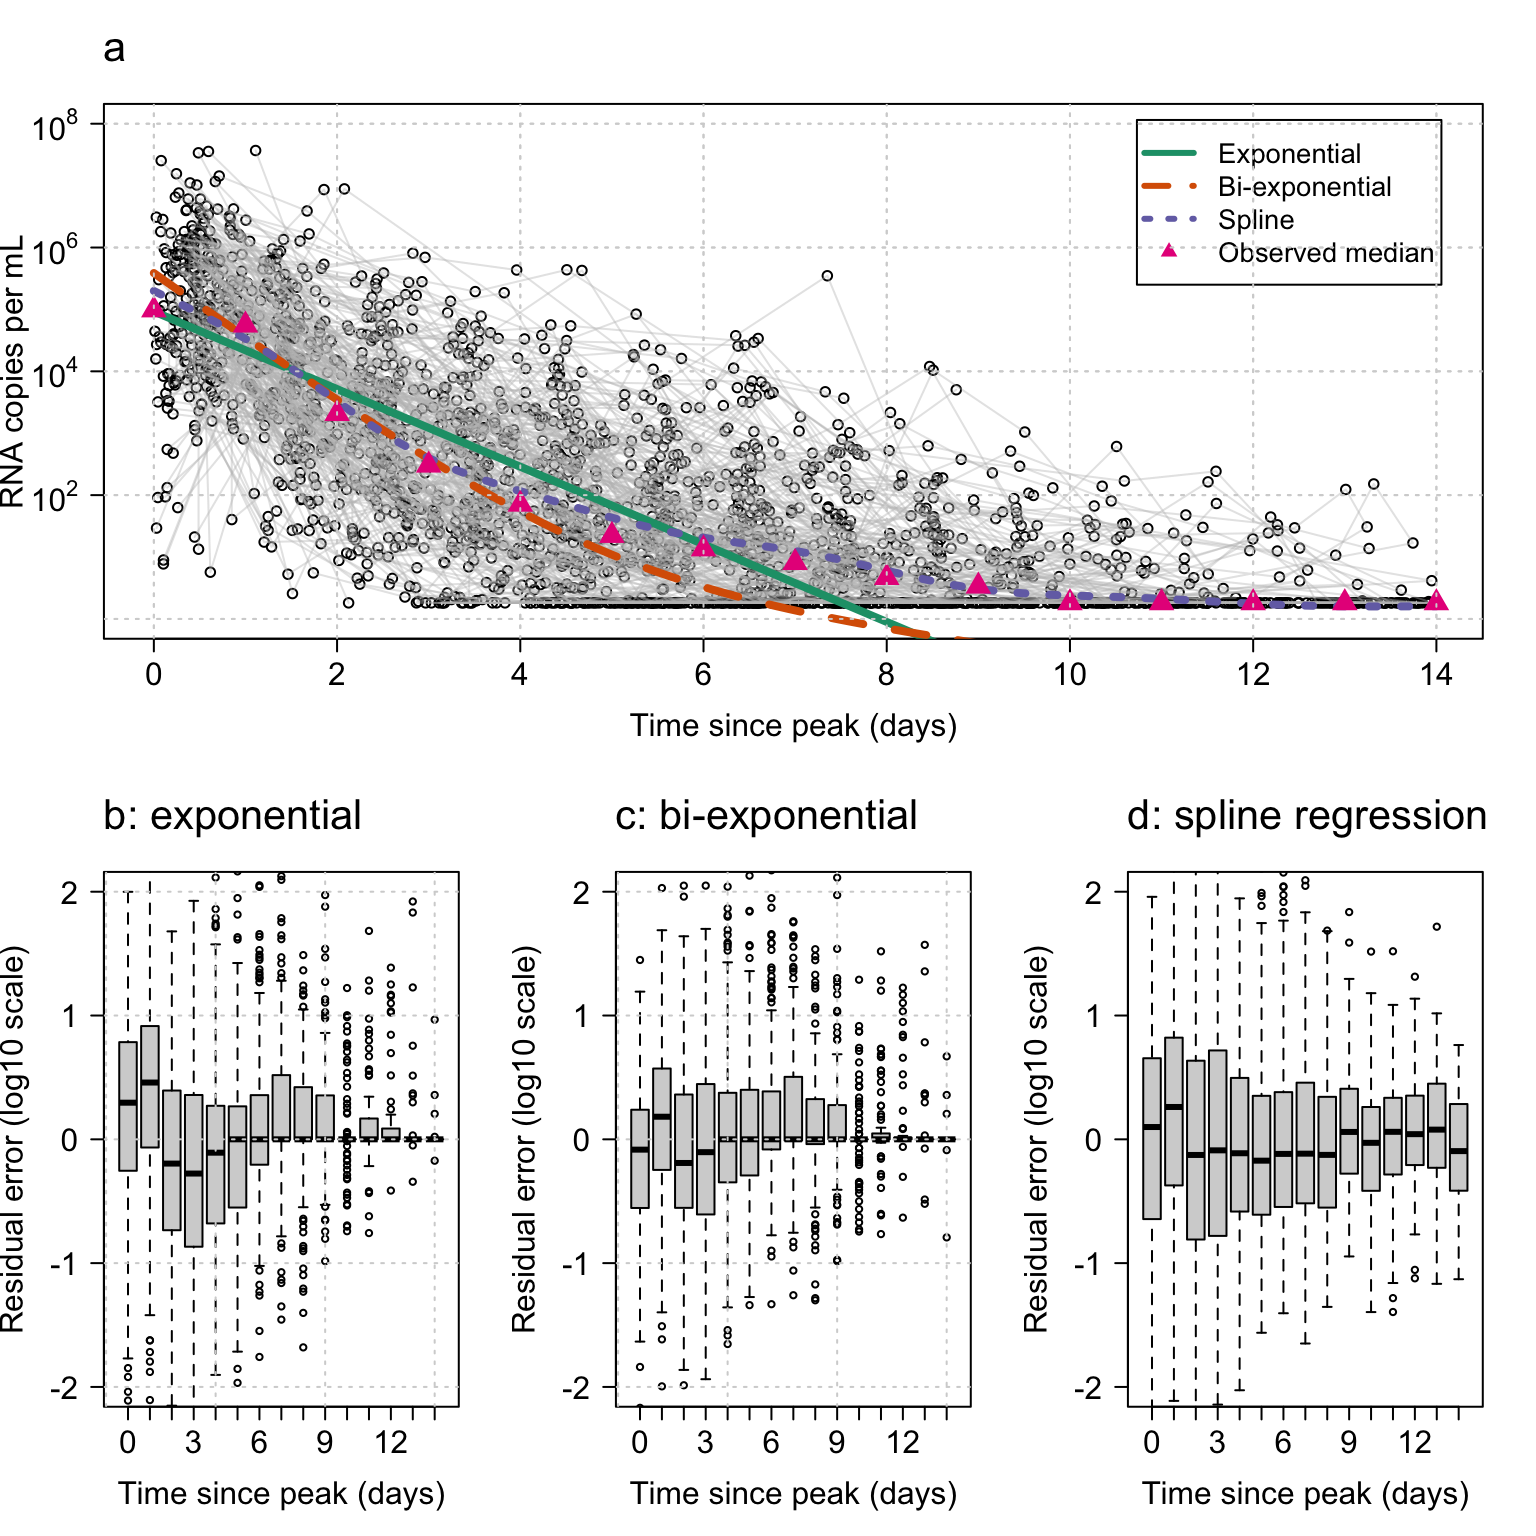 a
RNA copies per mL
10^8
10^6
10^4
10^2
Exponential
Bi-exponential
Spline
Observed median
0 2 4 6 8 10 12 14
Time since peak (days)
b: exponential
Residual error (log10 scale)
2
1
0
-1
-2
0 3 6 9 12
Time since peak (days)
c: bi-exponential
Residual error (log10 scale)
2
1
0
-1
-2
0 3 6 9 12
Time since peak (days)
d: spline regression
Residual error (log10 scale)
2
1
0
-1
-2
0 3 6 9 12
Time since peak (days)